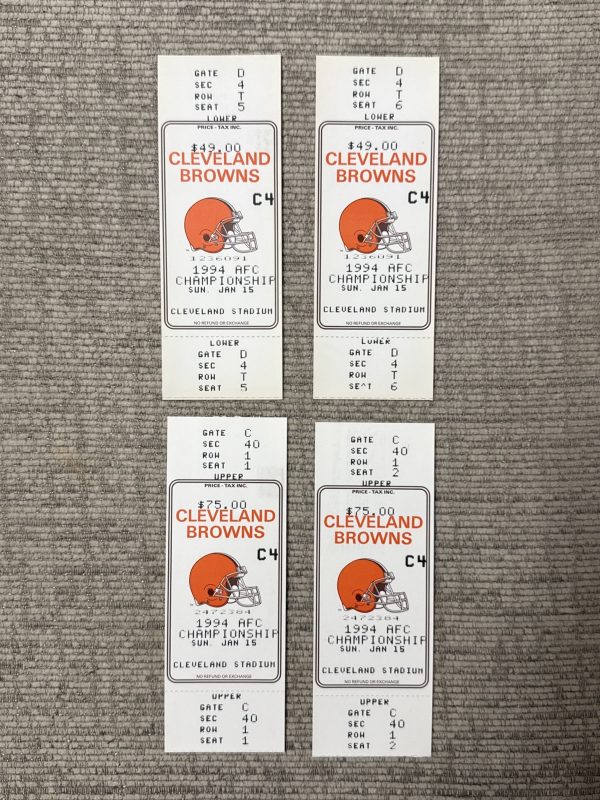 GATE D
SEC 4
ROW T
SEAT 5
LOWER
PRICE - TAX INC.
$49.00
CLEVELAND
BROWNS
C4
1236091
1994 AFC
CHAMPIONSHIP
SUN. JAN 15
CLEVELAND STADIUM
NO REFUND OR EXCHANGE
LOWER
GATE D
SEC 4
ROW T
SEAT 5
GATE D
SEC 4
ROW T
SEAT 6
LOWER
PRICE - TAX INC.
$49.00
CLEVELAND
BROWNS
C4
1236091
1994 AFC
CHAMPIONSHIP
SUN. JAN 15
CLEVELAND STADIUM
NO REFUND OR EXCHANGE
LOWER
GATE D
SEC 4
ROW T
SEAT 6
GATE C
SEC 40
ROW 1
SEAT 1
UPPER
PRICE - TAX INC.
$75.00
CLEVELAND
BROWNS
C4
2472384
1994 AFC
CHAMPIONSHIP
SUN. JAN 15
CLEVELAND STADIUM
NO REFUND OR EXCHANGE
UPPER
GATE C
SEC 40
ROW 1
SEAT 1
GATE C
SEC 40
ROW 1
SEAT 2
UPPER
PRICE - TAX INC.
$75.00
CLEVELAND
BROWNS
C4
2472384
1994 AFC
CHAMPIONSHIP
SUN. JAN 15
CLEVELAND STADIUM
NO REFUND OR EXCHANGE
UPPER
GATE C
SEC 40
ROW 1
SEAT 2